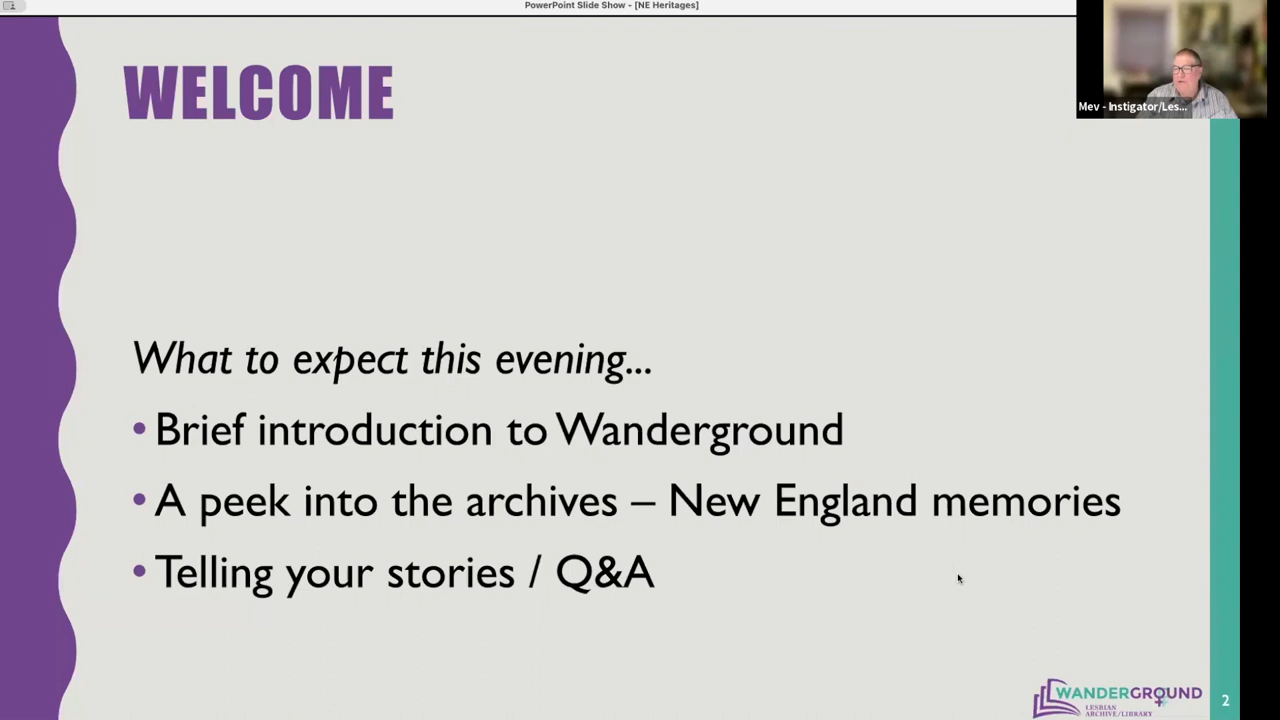 PowerPoint Slide Show - [NE Heritages]
WELCOME
Mev - Instigator/Les...
What to expect this evening...
• Brief introduction to Wanderground
• A peek into the archives – New England memories
• Telling your stories / Q&A
WANDERGROUND
LESBIAN
ARCHIVE/LIBRARY
2